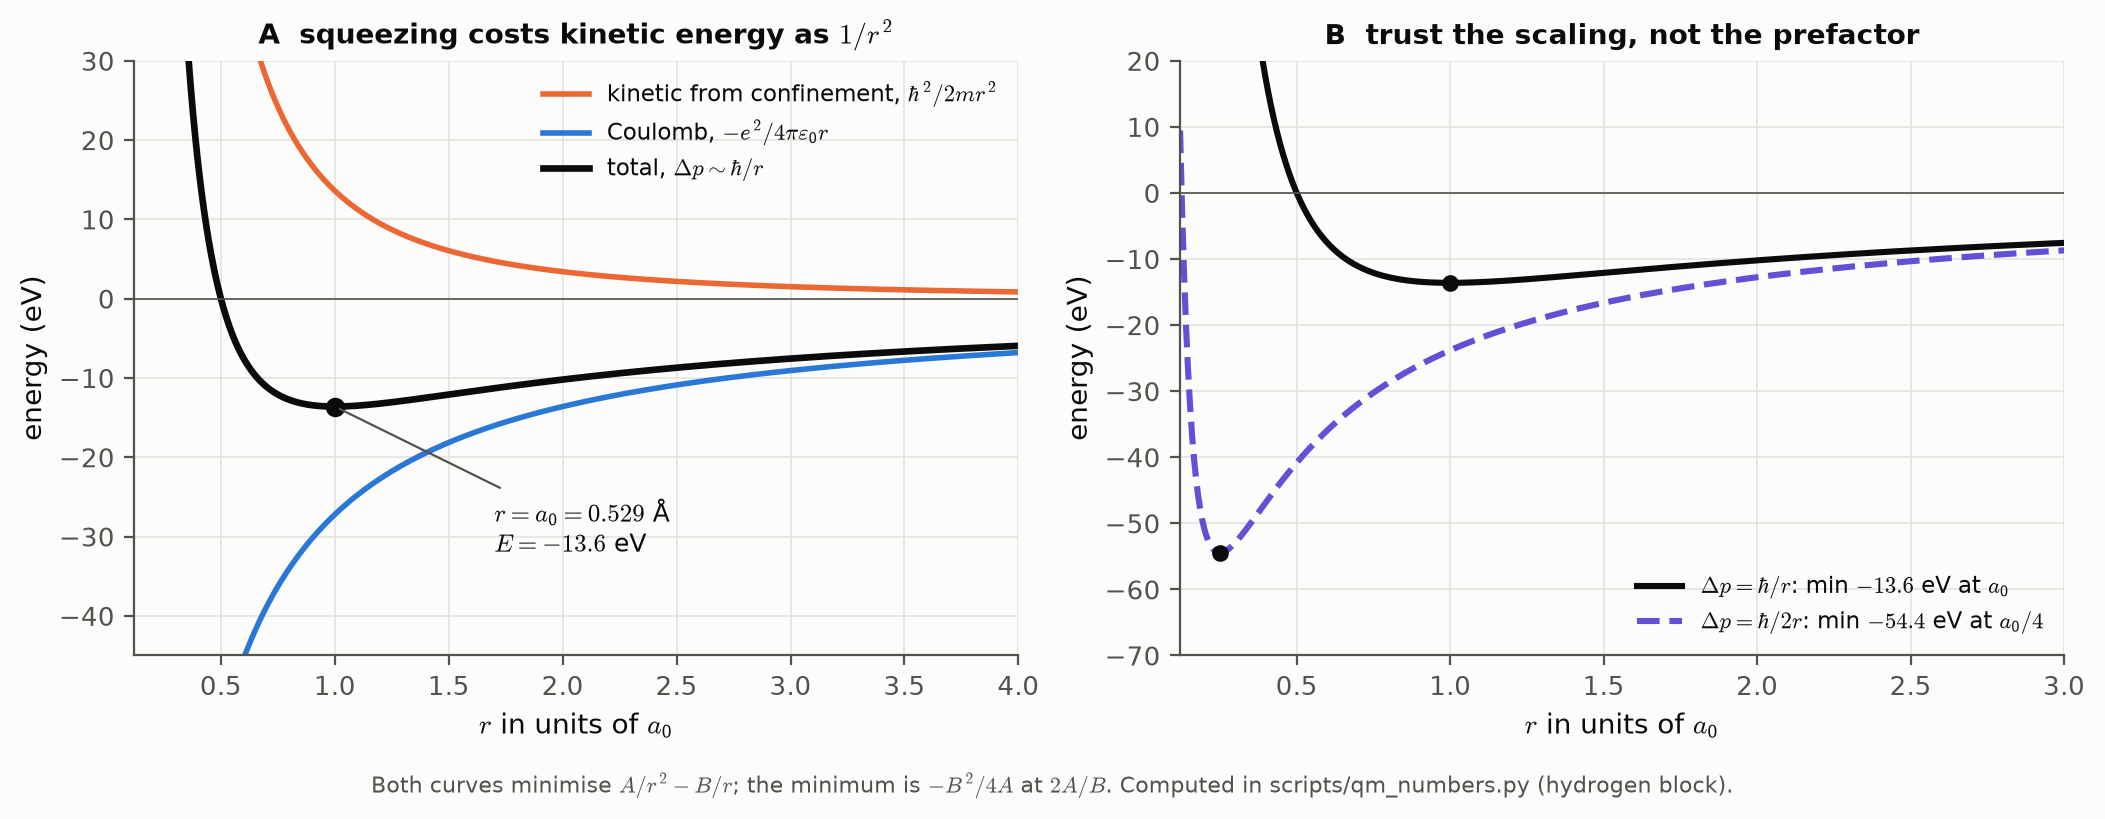 A squeezing costs kinetic energy as 1/r²
30
20
10
0
−10
−20
−30
−40
energy (eV)
kinetic from confinement, ħ²/2mr²
Coulomb, −e²/4πε₀r
total, Δp ∼ ħ/r
r = a₀ = 0.529 Å
E = −13.6 eV
0.5 1.0 1.5 2.0 2.5 3.0 3.5 4.0
r in units of a₀
B trust the scaling, not the prefactor
20
10
0
−10
−20
−30
−40
−50
−60
−70
energy (eV)
Δp = ħ/r: min −13.6 eV at a₀
Δp = ħ/2r: min −54.4 eV at a₀/4
0.5 1.0 1.5 2.0 2.5 3.0
r in units of a₀
Both curves minimise A/r² − B/r; the minimum is −B²/4A at 2A/B. Computed in scripts/qm_numbers.py (hydrogen block).